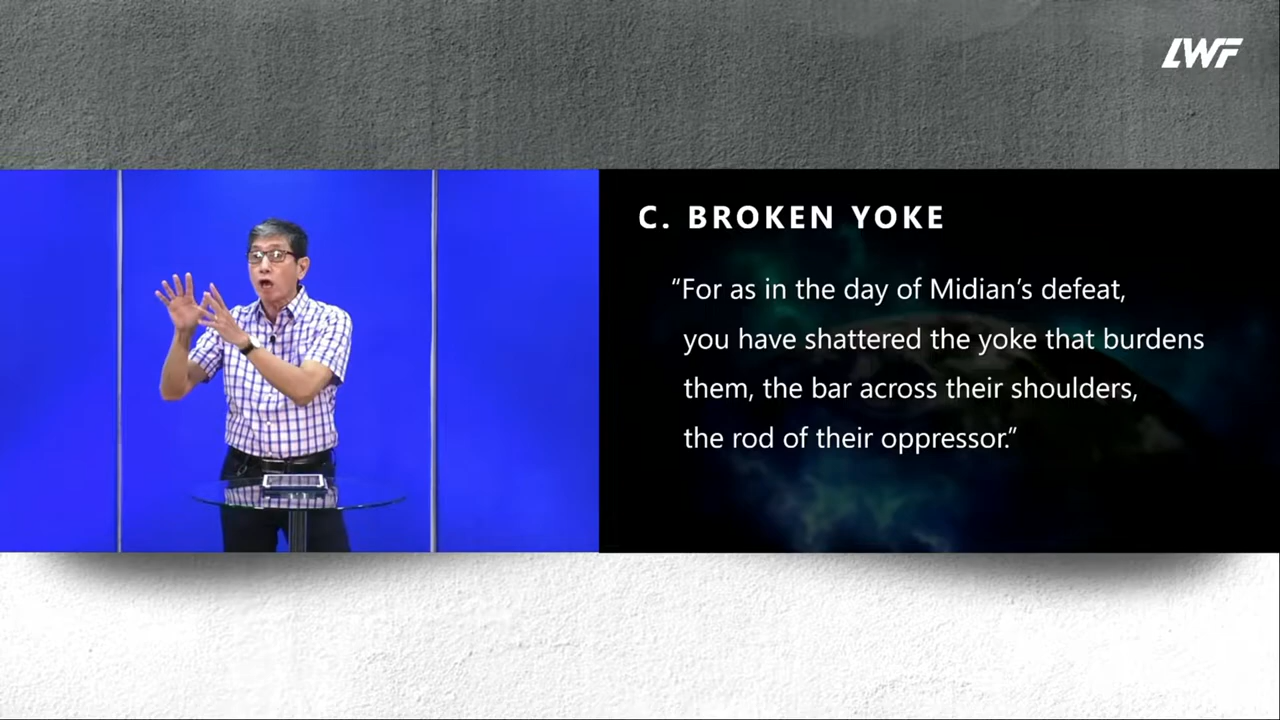 LWF
C. BROKEN YOKE
“For as in the day of Midian’s defeat,
you have shattered the yoke that burdens
them, the bar across their shoulders,
the rod of their oppressor.”